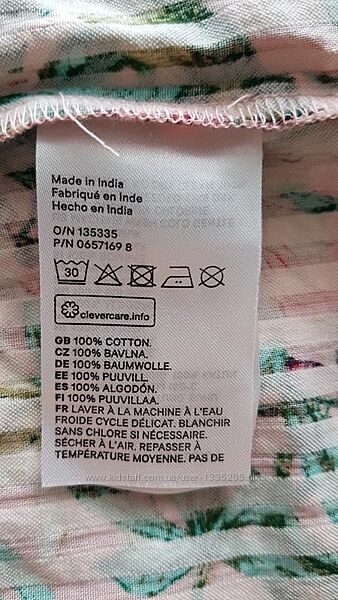 Made in India
Fabriqué en Inde
Hecho en India
O/N 135335
P/N 0657169 8
30
clevercare.info
GB 100% COTTON.
CZ 100% BAVLNA.
DE 100% BAUMWOLLE.
EE 100% PUUVILL.
ES 100% ALGODÓN.
FI 100% PUUVILLAA.
FR LAVER À LA MACHINE À L'EAU
FROIDE CYCLE DÉLICAT. BLANCHIR
SANS CHLORE SI NÉCESSAIRE.
SÉCHER À L'AIR. REPASSER À
TEMPÉRATURE MOYENNE. PAS DE